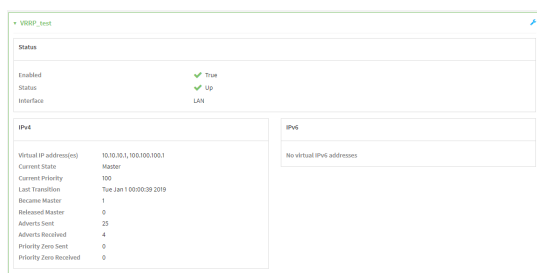 VRRP_test
Status
Enabled True
Status Up
Interface LAN
IPv4
Virtual IP address(es) 10.10.10.1, 100.100.100.1
Current State Master
Current Priority 100
Last Transition Tue Jan 1 00:00:39 2019
Became Master 1
Released Master 0
Adverts Sent 25
Adverts Received 4
Priority Zero Sent 0
Priority Zero Received 0
IPv6
No virtual IPv6 addresses